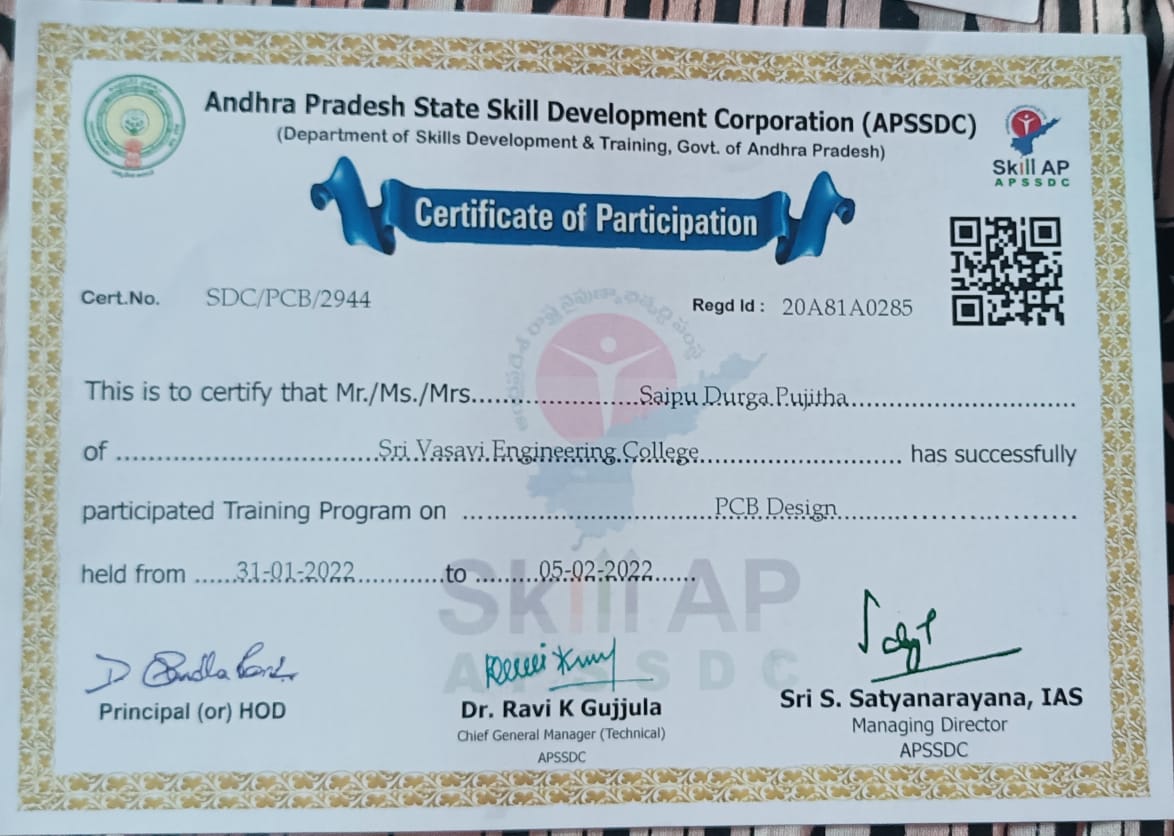 Andhra Pradesh State Skill Development Corporation (APSSDC)
(Department of Skills Development & Training, Govt. of Andhra Pradesh)
Skill AP
APSSDC
Certificate of Participation
Cert.No. SDC/PCB/2944
Regd Id : 20A81A0285
This is to certify that Mr./Ms./Mrs. Saipu Durga Pujitha
of Sri Vasavi Engineering College has successfully
participated Training Program on PCB Design
held from 31-01-2022 to 05-02-2022
Skill AP
APSSDC
Principal (or) HOD
Dr. Ravi K Gujjula
Chief General Manager (Technical)
APSSDC
Sri S. Satyanarayana, IAS
Managing Director
APSSDC